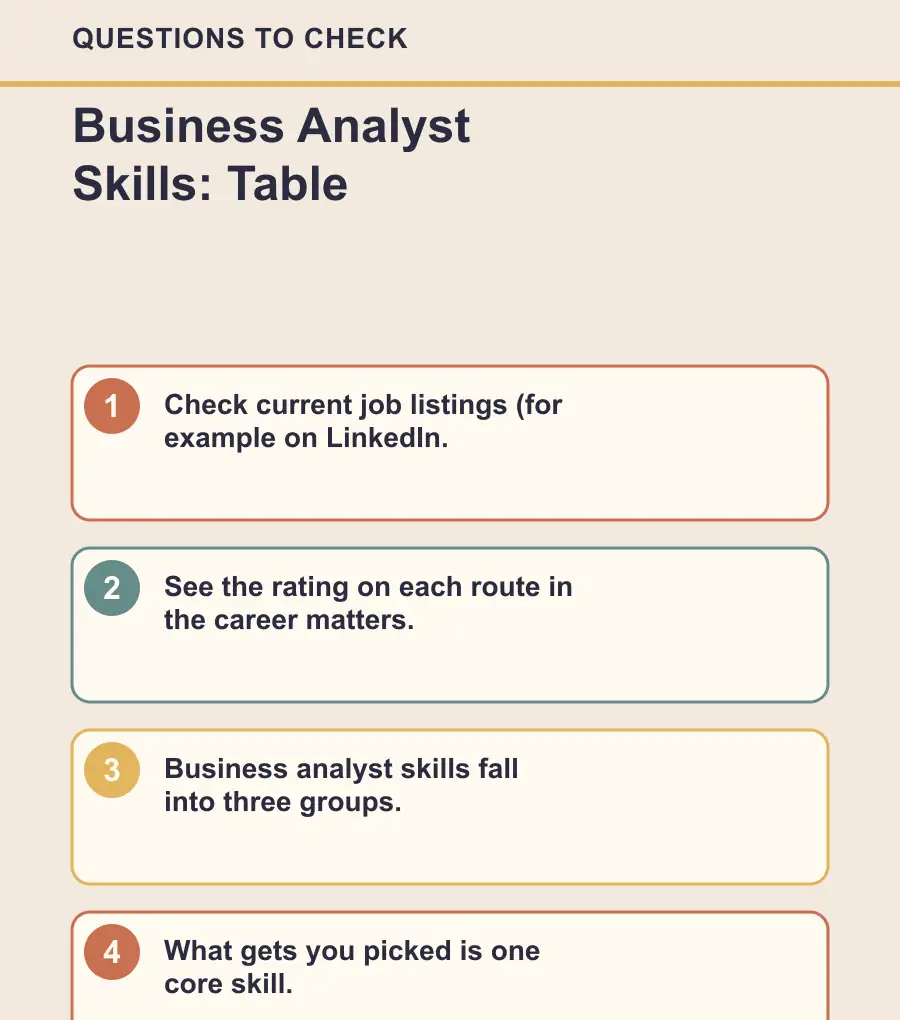 QUESTIONS TO CHECK
Business Analyst
Skills: Table
1
Check current job listings (for
example on LinkedIn.
2
See the rating on each route in
the career matters.
3
Business analyst skills fall
into three groups.
4
What gets you picked is one
core skill.